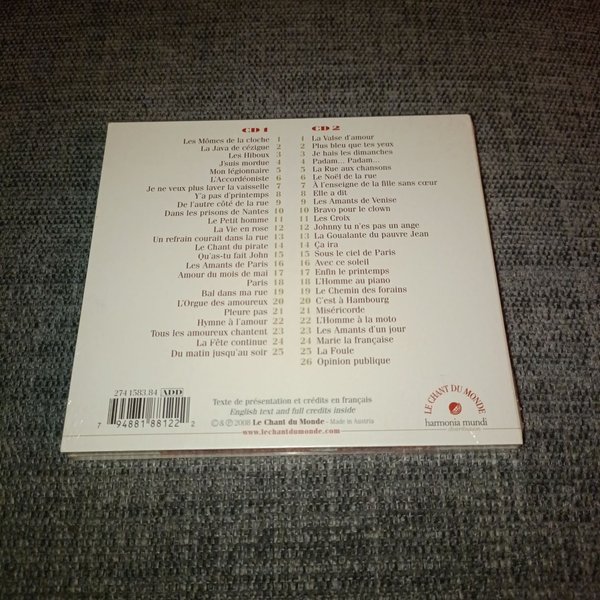 CD 1
Les Mômes de la cloche 1
La Java de cézigue 2
Les Hiboux 3
J'suis mordue 4
Mon légionnaire 5
L'Accordéoniste 6
Je ne veux plus laver la vaisselle 7
Y'a pas d'printemps 8
De l'autre côté de la rue 9
Dans les prisons de Nantes 10
Le Petit homme 11
La Vie en rose 12
Un refrain courait dans la rue 13
Le Chant du pirate 14
Qu'as-tu fait John 15
Les Amants de Paris 16
Amour du mois de mai 17
Paris 18
Bal dans ma rue 19
L'Orgue des amoureux 20
Pleure pas 21
Hymne à l'amour 22
Tous les amoureux chantent 23
La Fête continue 24
Du matin jusqu'au soir 25
CD 2
1 La Valse d'amour
2 Plus bleu que tes yeux
3 Je hais les dimanches
4 Padam... Padam...
5 La Rue aux chansons
6 Le Noël de la rue
7 À l'enseigne de la fille sans cœur
8 Elle a dit
9 Les Amants de Venise
10 Bravo pour le clown
11 Les Croix
12 Johnny tu n'es pas un ange
13 La Goualante du pauvre Jean
14 Ça ira
15 Sous le ciel de Paris
16 Avec ce soleil
17 Enfin le printemps
18 L'Homme au piano
19 Le Chemin des forains
20 C'est à Hambourg
21 Miséricorde
22 L'Homme à la moto
23 Les Amants d'un jour
24 Marie la française
25 La Foule
26 Opinion publique
274 1583.84 ADD
7 94881 88122 2
Texte de présentation et crédits en français
English text and full credits inside
©&℗ 2008 Le Chant du Monde - Made in Austria
www.lechantdumonde.com
LE CHANT DU MONDE
harmonia mundi
distribution